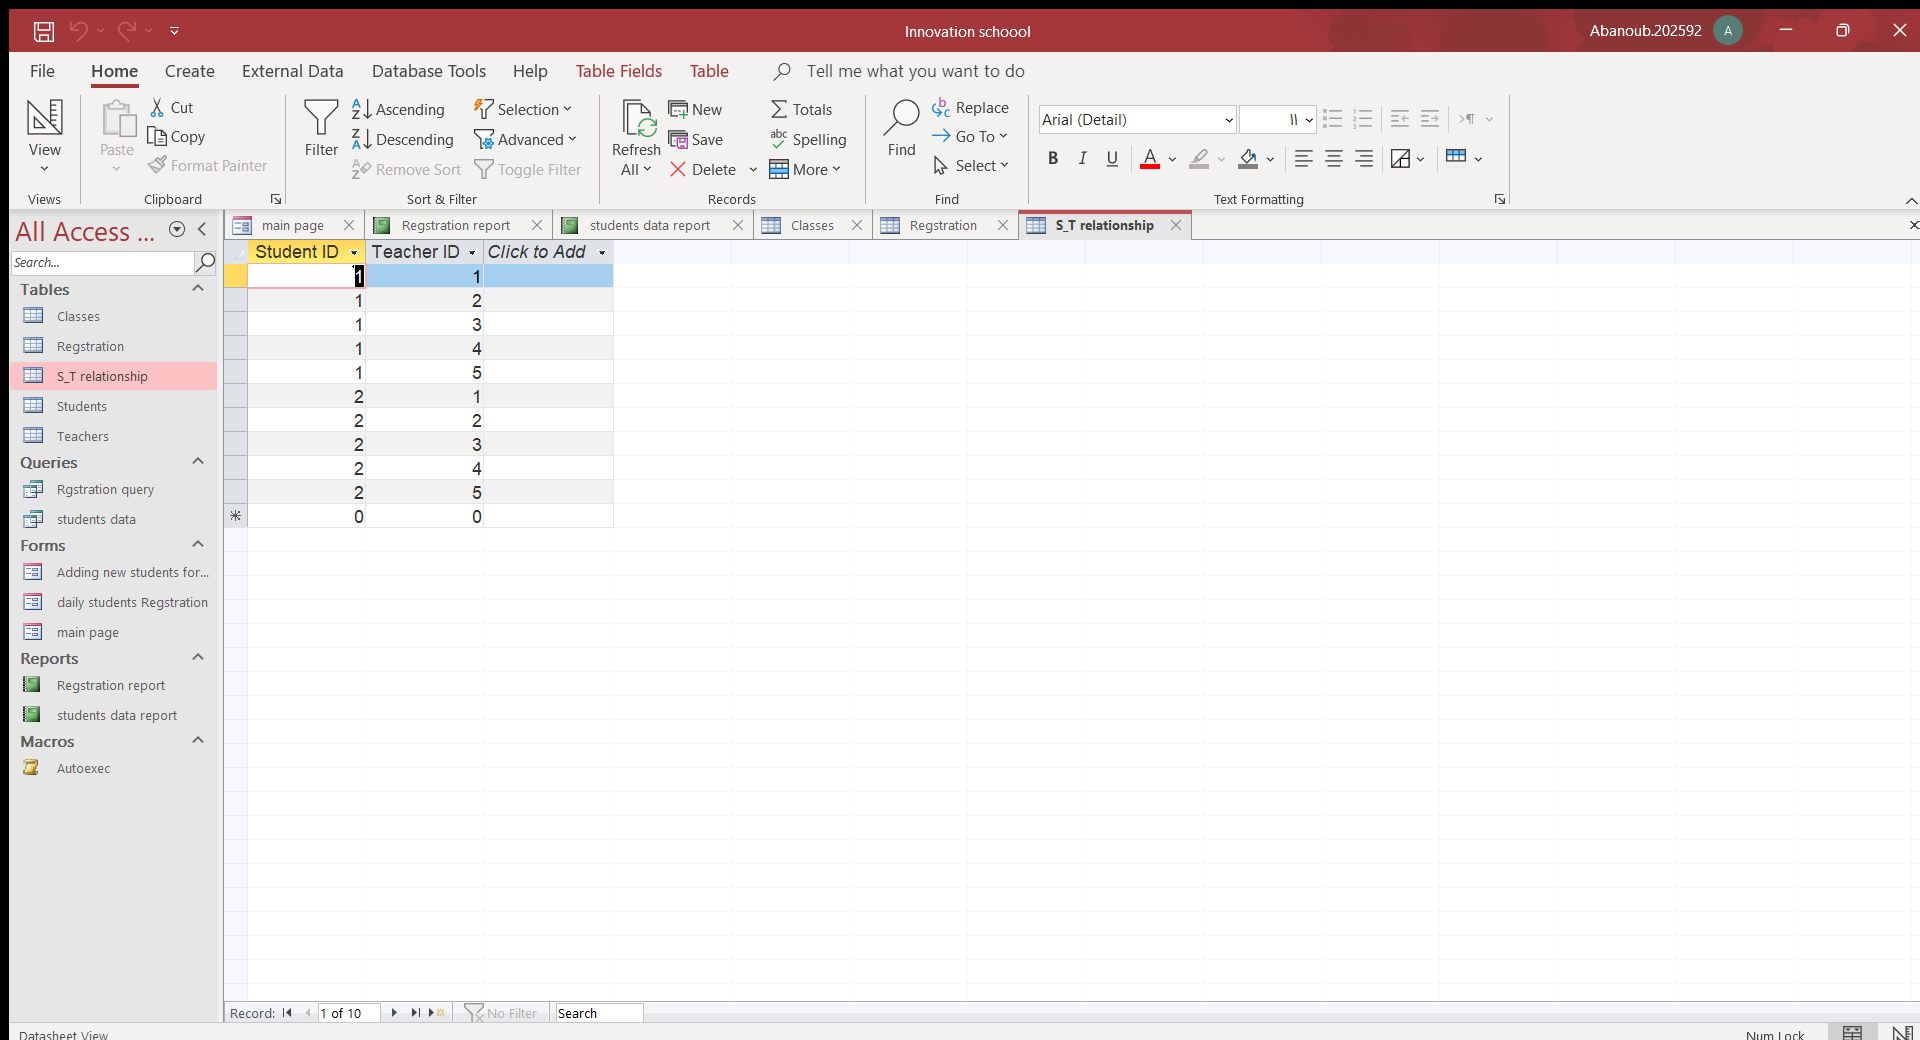 Innovation schoool
Abanoub.202592
A
File Home Create External Data Database Tools Help Table Fields Table Tell me what you want to do
View
Views
Paste
Cut
Copy
Format Painter
Clipboard
Filter
Ascending
Descending
Remove Sort
Selection
Advanced
Toggle Filter
Sort & Filter
Refresh
All
New
Save
Delete
Totals
Spelling
More
Records
Find
Replace
Go To
Select
Find
Arial (Detail)
11
B I U
Text Formatting
All Access ...
Search...
Tables
Classes
Regstration
S_T relationship
Students
Teachers
Queries
Rgstration query
students data
Forms
Adding new students for...
daily students Regstration
main page
Reports
Regstration report
students data report
Macros
Autoexec
main page
Regstration report
students data report
Classes
Regstration
S_T relationship
Student ID Teacher ID Click to Add
1 1
1 2
1 3
1 4
1 5
2 1
2 2
2 3
2 4
2 5
0 0
Record: 1 of 10 No Filter Search
Datasheet View
Num Lock